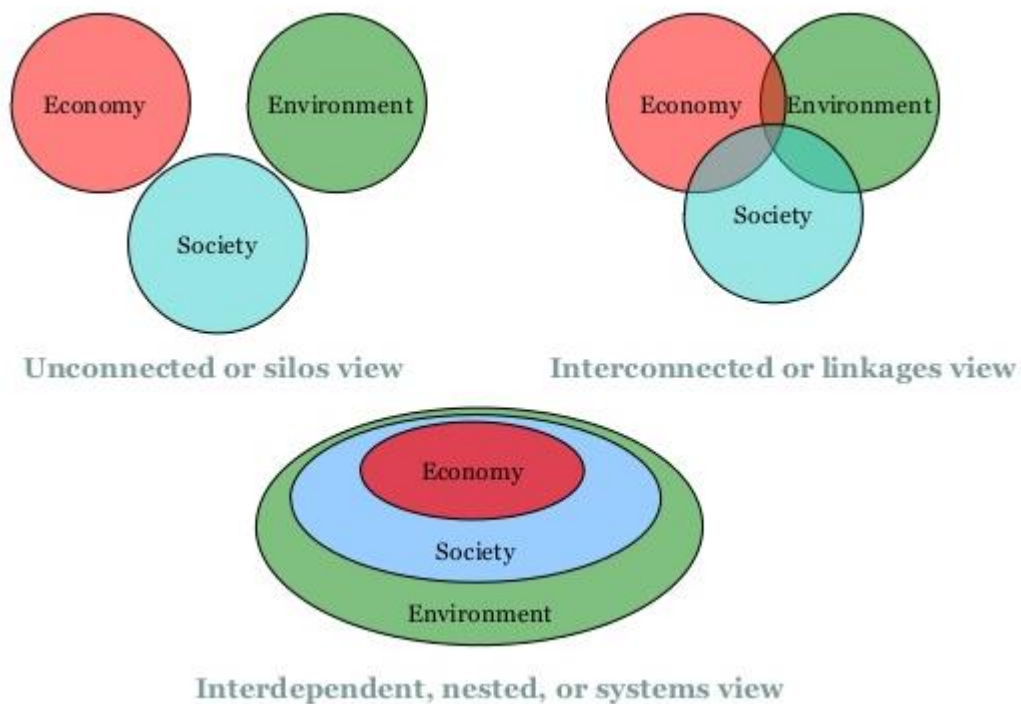 Economy
Environment
Society
Unconnected or silos view
Economy
Environment
Society
Interconnected or linkages view
Economy
Society
Environment
Interdependent, nested, or systems view